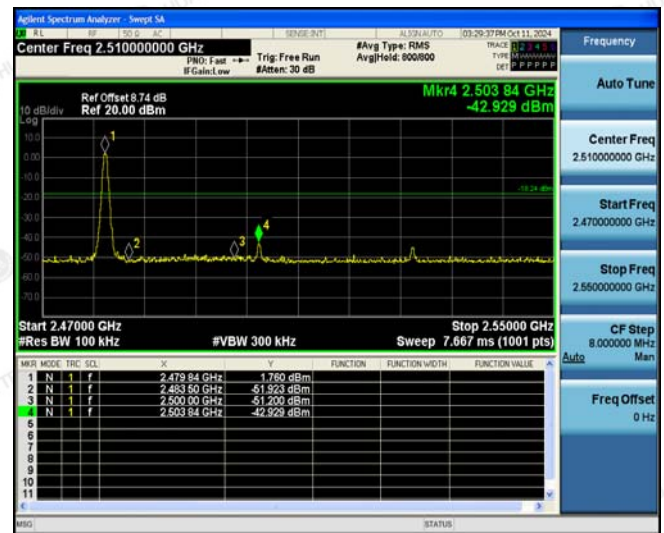 Agilent Spectrum Analyzer - Swept SA
RL RF 50 Ω AC SENSE:INT ALIGN AUTO 03:29:37 PM Oct 11, 2024
Center Freq 2.510000000 GHz
PNO: Fast
IFGain:Low
Trig: Free Run
#Atten: 30 dB
#Avg Type: RMS
Avg|Hold: 800/800
TRACE 1 2 3 4 5 6
TYPE M
DET P P P P P P
Mkr4 2.503 84 GHz
-42.929 dBm
Ref Offset 8.74 dB
10 dB/div Ref 20.00 dBm
Log
10.0
0.00
-10.0
-20.0
-30.0
-40.0
-50.0
-60.0
-70.0
1
2
3
4
-18.24 dBm
Start 2.47000 GHz Stop 2.55000 GHz
#Res BW 100 kHz #VBW 300 kHz Sweep 7.667 ms (1001 pts)
MKR MODE TRC SCL X Y FUNCTION FUNCTION WIDTH FUNCTION VALUE
1 N 1 f 2.479 84 GHz 1.760 dBm
2 N 1 f 2.483 50 GHz -51.923 dBm
3 N 1 f 2.500 00 GHz -51.200 dBm
4 N 1 f 2.503 84 GHz -42.929 dBm
5
6
7
8
9
10
11
MSG STATUS
Frequency
Auto Tune
Center Freq
2.510000000 GHz
Start Freq
2.470000000 GHz
Stop Freq
2.550000000 GHz
CF Step
8.000000 MHz
Auto Man
Freq Offset
0 Hz